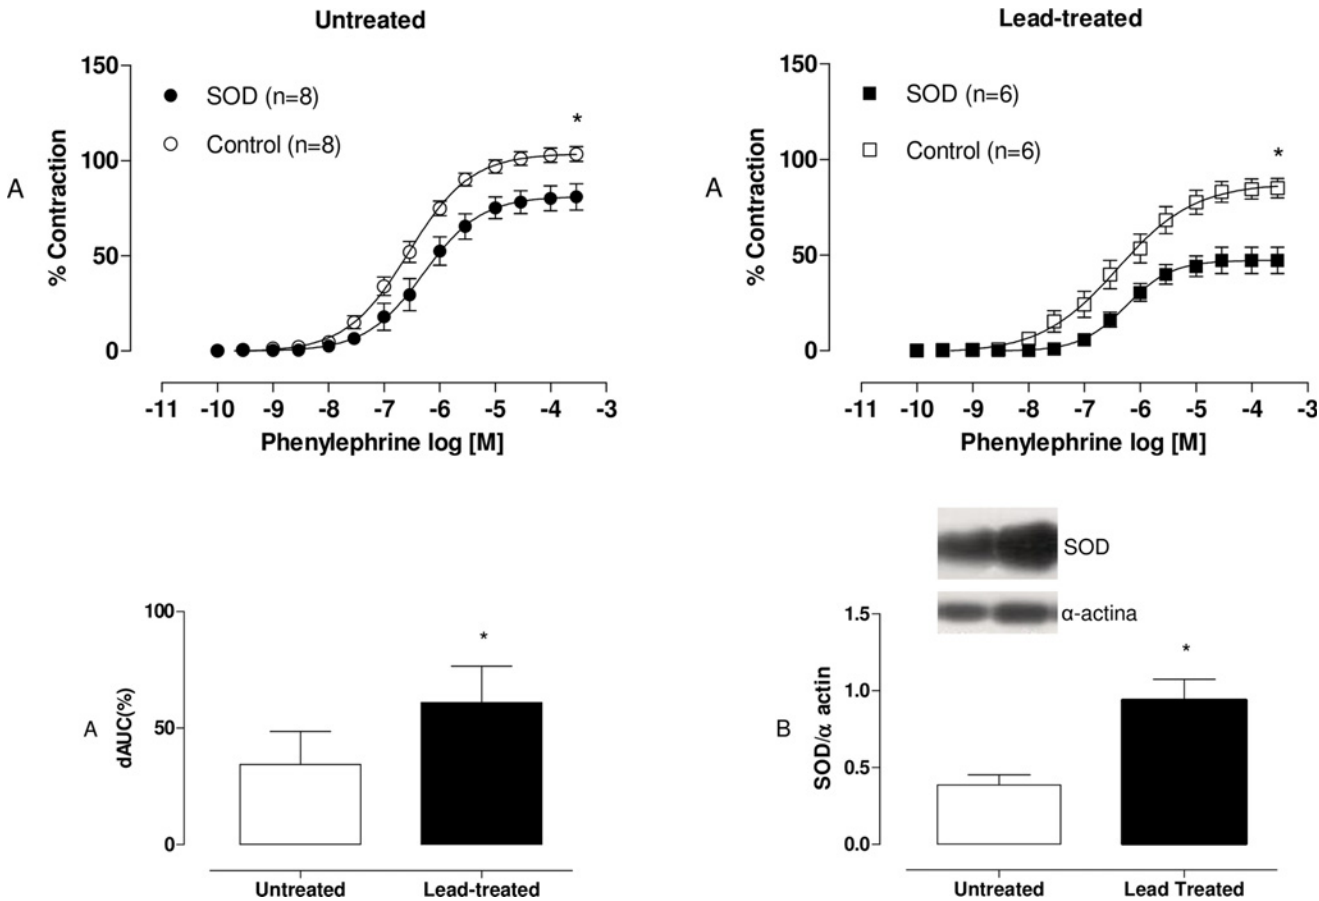 Untreated
150
100
50
0
% Contraction
A
SOD (n=8)
Control (n=8)
*
-11 -10 -9 -8 -7 -6 -5 -4 -3
Phenylephrine log [M]
Lead-treated
150
100
50
0
% Contraction
A
SOD (n=6)
Control (n=6)
*
-11 -10 -9 -8 -7 -6 -5 -4 -3
Phenylephrine log [M]
A
dAUC(%)
100
50
0
*
Untreated Lead-treated
B
SOD/α actin
SOD
α-actina
1.5
1.0
0.5
0.0
*
Untreated Lead Treated